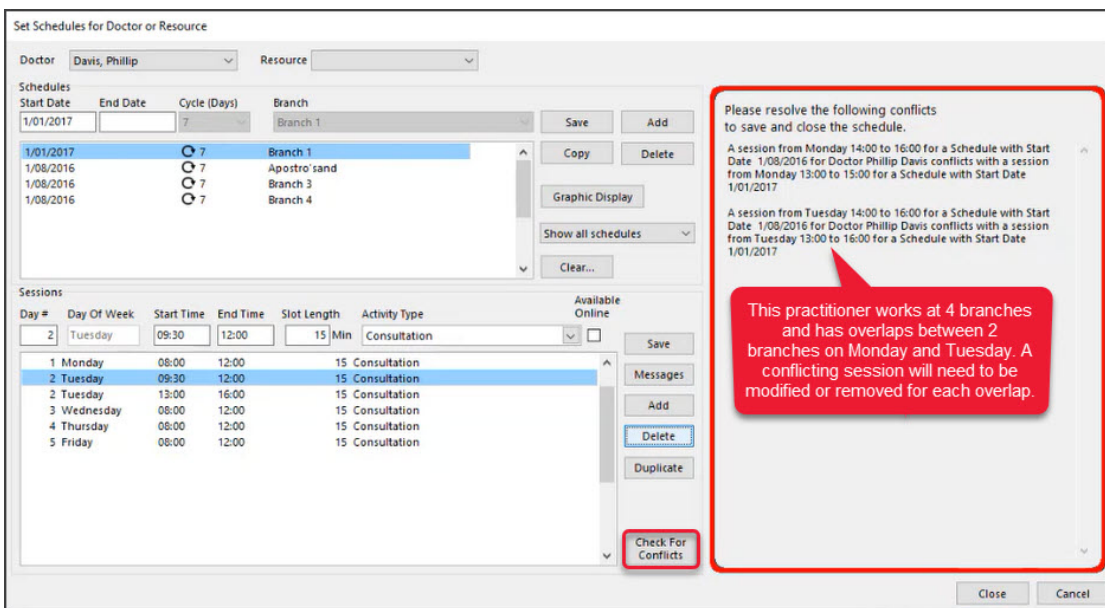 Set Schedules for Doctor or Resource
Doctor Davis, Phillip Resource
Schedules
Start Date End Date Cycle (Days) Branch
1/01/2017 7 Branch 1 Save Add
1/01/2017 7 Branch 1
1/08/2016 7 Apostro`sand
1/08/2016 7 Branch 3
1/08/2016 7 Branch 4
Copy Delete
Graphic Display
Show all schedules
Clear...
Sessions
Day # Day Of Week Start Time End Time Slot Length Activity Type Available Online
2 Tuesday 09:30 12:00 15 Min Consultation
1 Monday 08:00 12:00 15 Consultation
2 Tuesday 09:30 12:00 15 Consultation
2 Tuesday 13:00 16:00 15 Consultation
3 Wednesday 08:00 12:00 15 Consultation
4 Thursday 08:00 12:00 15 Consultation
5 Friday 08:00 12:00 15 Consultation
Save
Messages
Add
Delete
Duplicate
Check For
Conflicts
Please resolve the following conflicts
to save and close the schedule.
A session from Monday 14:00 to 16:00 for a Schedule with Start
Date 1/08/2016 for Doctor Phillip Davis conflicts with a session
from Monday 13:00 to 15:00 for a Schedule with Start Date
1/01/2017
A session from Tuesday 14:00 to 16:00 for a Schedule with Start
Date 1/08/2016 for Doctor Phillip Davis conflicts with a session
from Tuesday 13:00 to 16:00 for a Schedule with Start Date
1/01/2017
This practitioner works at 4 branches
and has overlaps between 2
branches on Monday and Tuesday. A
conflicting session will need to be
modified or removed for each overlap.
Close Cancel